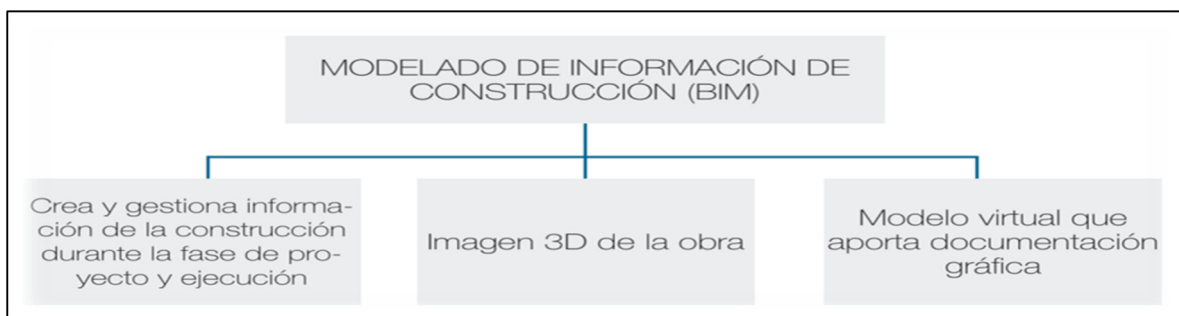 MODELADO DE INFORMACIÓN DE
CONSTRUCCIÓN (BIM)
Crea y gestiona informa-
ción de la construcción
durante la fase de pro-
yecto y ejecución
Imagen 3D de la obra
Modelo virtual que
aporta documentación
gráfica